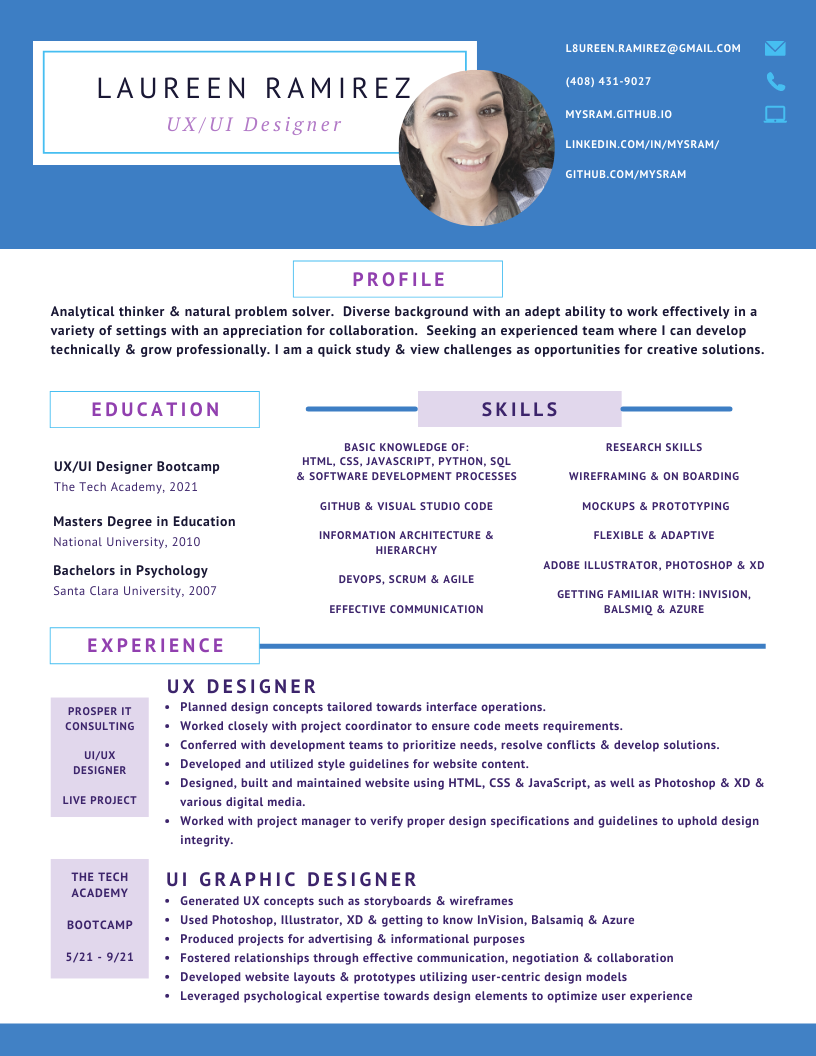 LAUREEN RAMIREZ
UX/UI Designer
L8UREEN.RAMIREZ@GMAIL.COM
(408) 431-9027
MYSRAM.GITHUB.IO
LINKEDIN.COM/IN/MYSRAM/
GITHUB.COM/MYSRAM
PROFILE
Analytical thinker & natural problem solver.  Diverse background with an adept ability to work effectively in a
variety of settings with an appreciation for collaboration.  Seeking an experienced team where I can develop
technically & grow professionally. I am a quick study & view challenges as opportunities for creative solutions.
EDUCATION
UX/UI Designer Bootcamp
The Tech Academy, 2021
Masters Degree in Education
National University, 2010
Bachelors in Psychology
Santa Clara University, 2007
SKILLS
BASIC KNOWLEDGE OF:
HTML, CSS, JAVASCRIPT, PYTHON, SQL
& SOFTWARE DEVELOPMENT PROCESSES
GITHUB & VISUAL STUDIO CODE
INFORMATION ARCHITECTURE &
HIERARCHY
DEVOPS, SCRUM & AGILE
EFFECTIVE COMMUNICATION
RESEARCH SKILLS
WIREFRAMING & ON BOARDING
MOCKUPS & PROTOTYPING
FLEXIBLE & ADAPTIVE
ADOBE ILLUSTRATOR, PHOTOSHOP & XD
GETTING FAMILIAR WITH: INVISION,
BALSMIQ & AZURE
EXPERIENCE
PROSPER IT
CONSULTING
UI/UX
DESIGNER
LIVE PROJECT
UX DESIGNER
• Planned design concepts tailored towards interface operations.
• Worked closely with project coordinator to ensure code meets requirements.
• Conferred with development teams to prioritize needs, resolve conflicts & develop solutions.
• Developed and utilized style guidelines for website content.
• Designed, built and maintained website using HTML, CSS & JavaScript, as well as Photoshop & XD &
various digital media.
• Worked with project manager to verify proper design specifications and guidelines to uphold design
integrity.
THE TECH
ACADEMY
BOOTCAMP
5/21 - 9/21
UI GRAPHIC DESIGNER
• Generated UX concepts such as storyboards & wireframes
• Used Photoshop, Illustrator, XD & getting to know InVision, Balsamiq & Azure
• Produced projects for advertising & informational purposes
• Fostered relationships through effective communication, negotiation & collaboration
• Developed website layouts & prototypes utilizing user-centric design models
• Leveraged psychological expertise towards design elements to optimize user experience